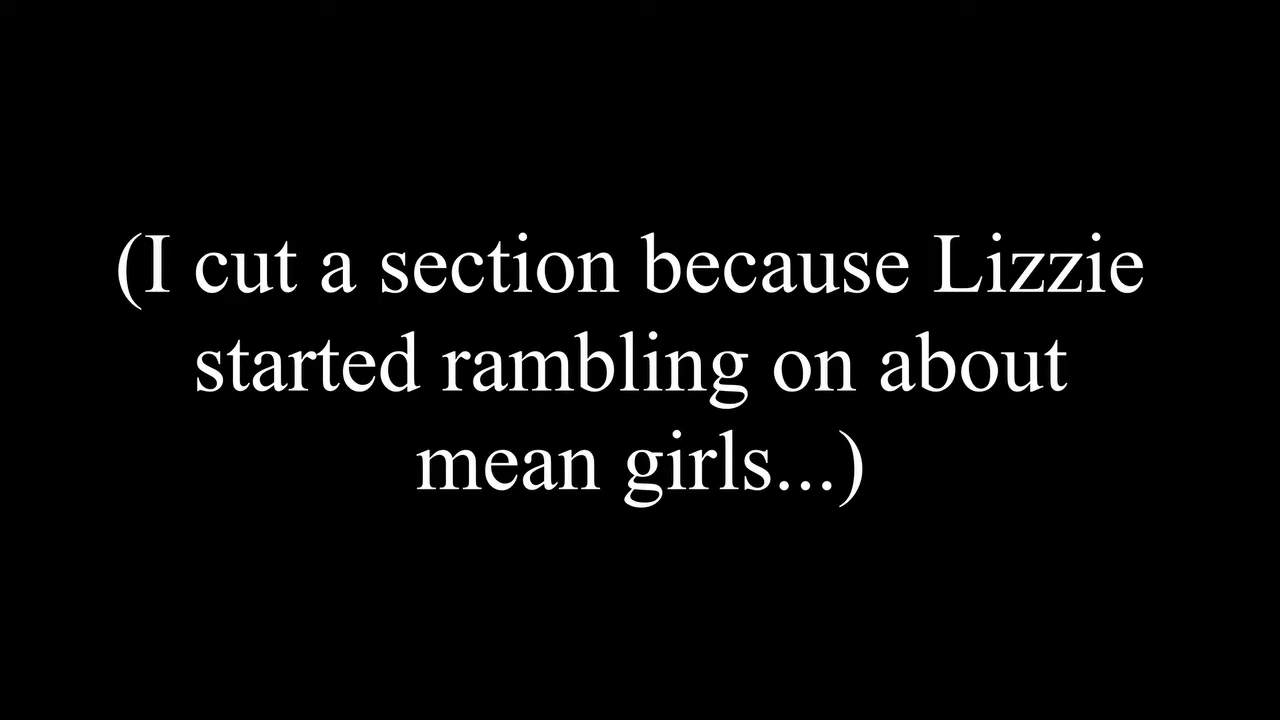 (I cut a section because Lizzie
started rambling on about
mean girls...)